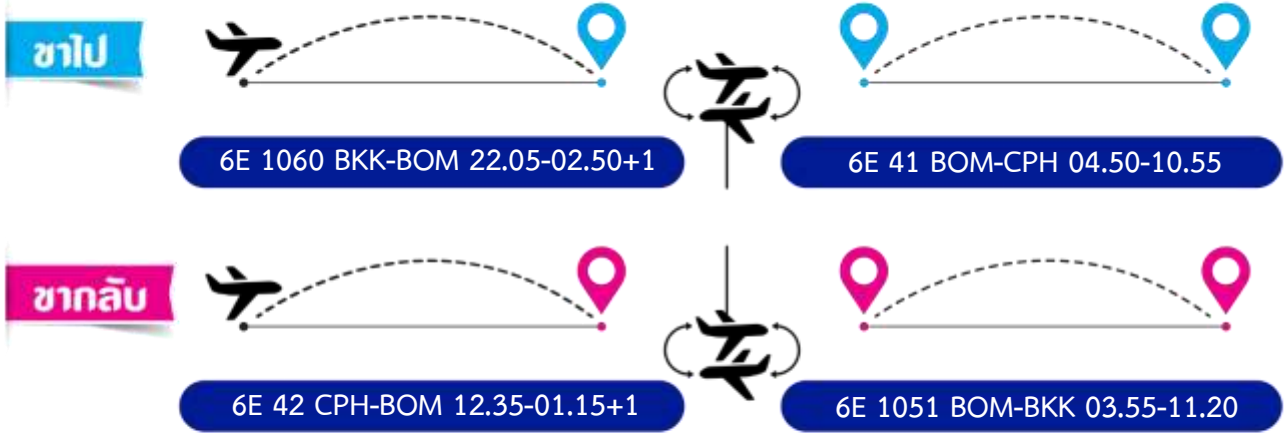 ขาไป
6E 1060 BKK-BOM 22.05-02.50+1
6E 41 BOM-CPH 04.50-10.55
ขากลับ
6E 42 CPH-BOM 12.35-01.15+1
6E 1051 BOM-BKK 03.55-11.20